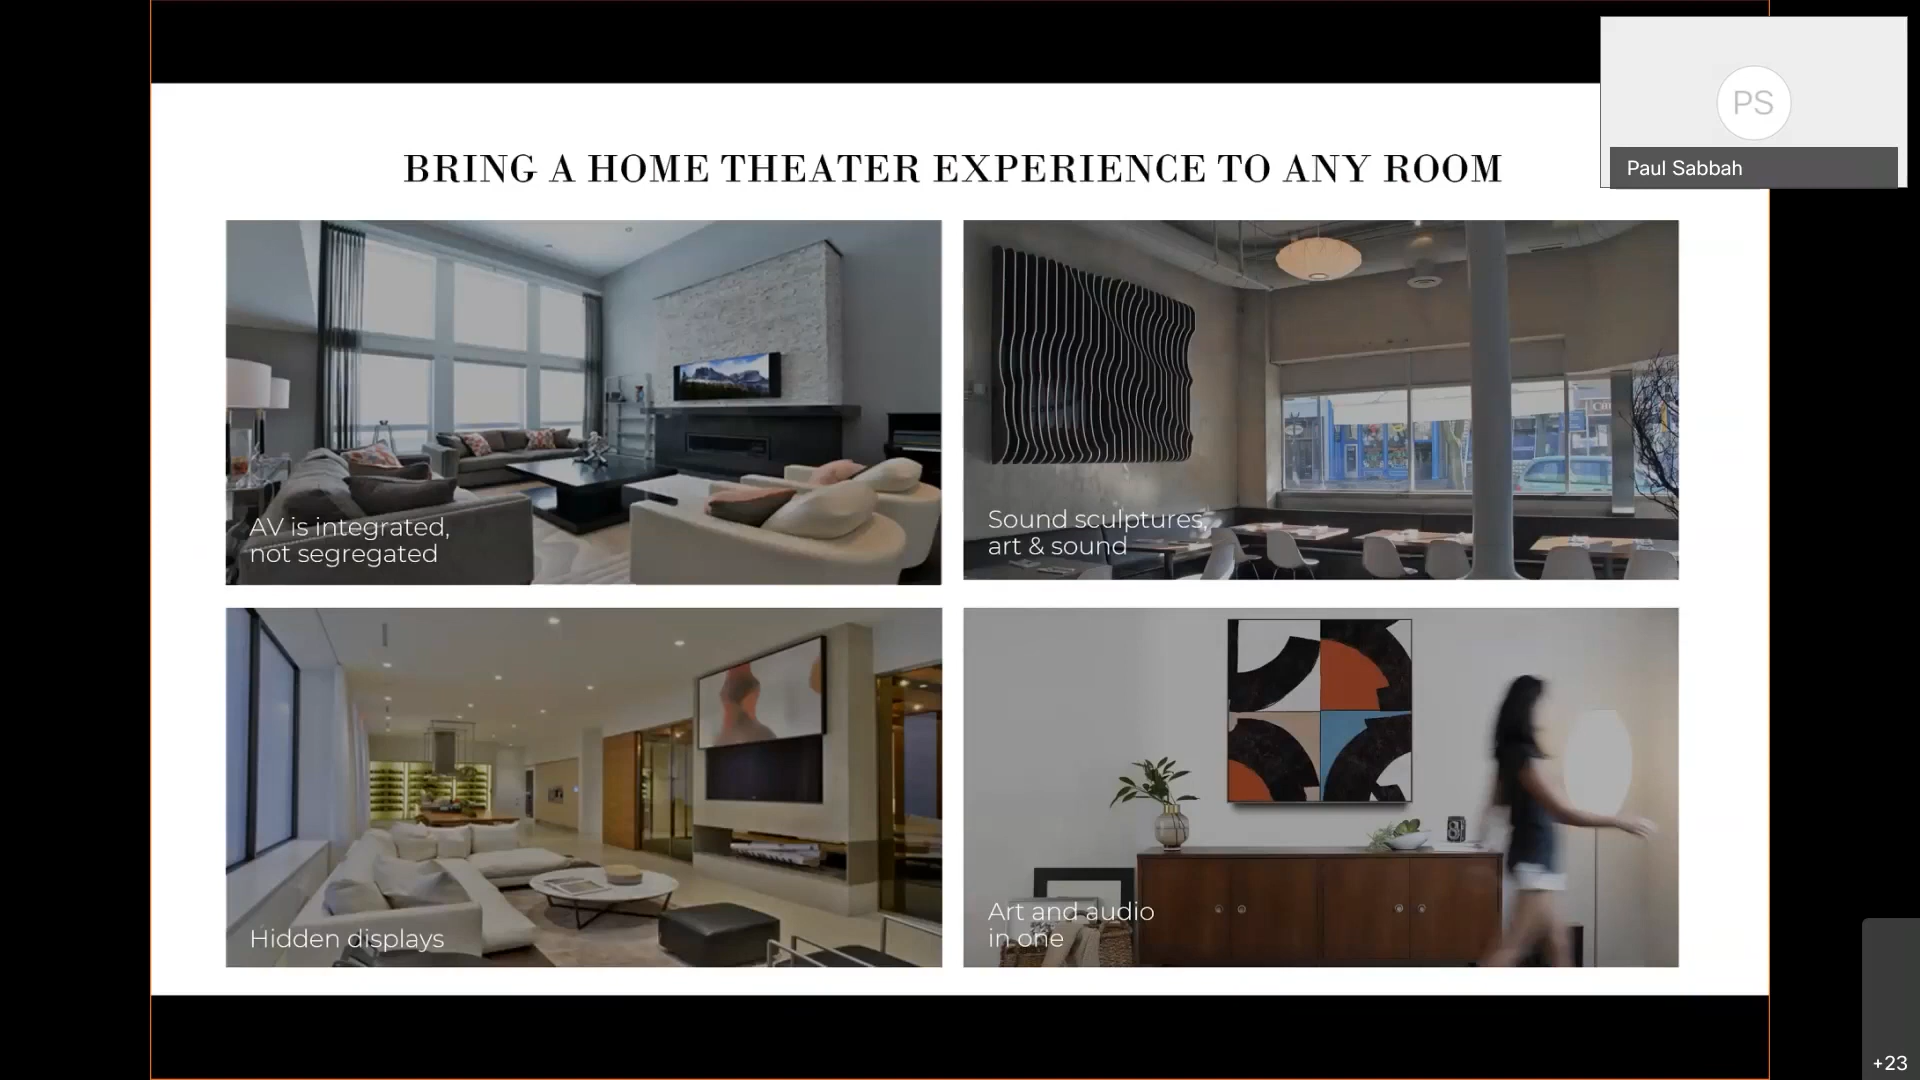 PS
Paul Sabbah
BRING A HOME THEATER EXPERIENCE TO ANY ROOM
AV is integrated,
not segregated
Sound sculptures,
art & sound
Hidden displays
Art and audio
in one
+23